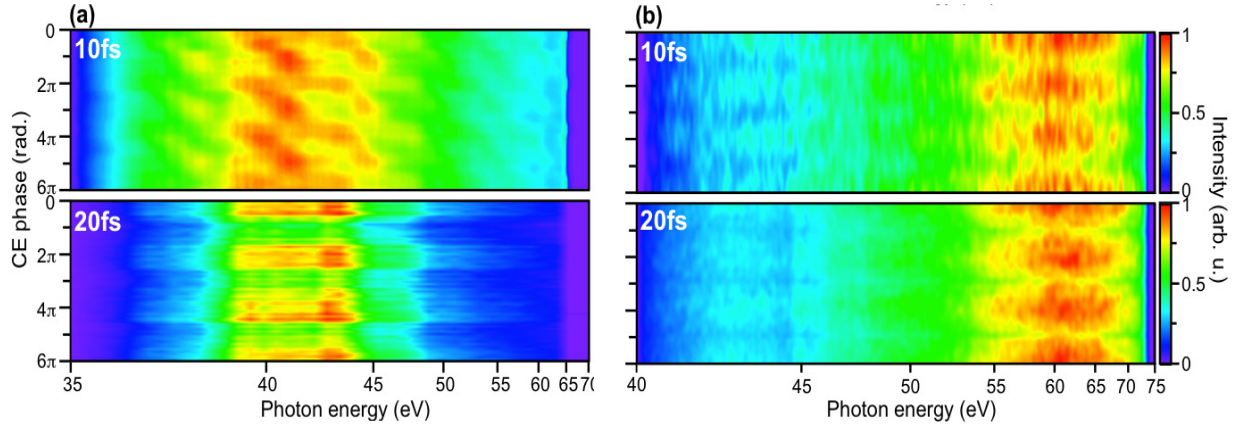 (a)
10fs
0
2π
4π
6π
20fs
0
2π
4π
6π
CE phase (rad.)
35 40 45 50 55 60 65 70
Photon energy (eV)
(b)
10fs
20fs
40 45 50 55 60 65 70 75
Photon energy (eV)
1
0.5
0
1
0.5
0
Intensity (arb. u.)